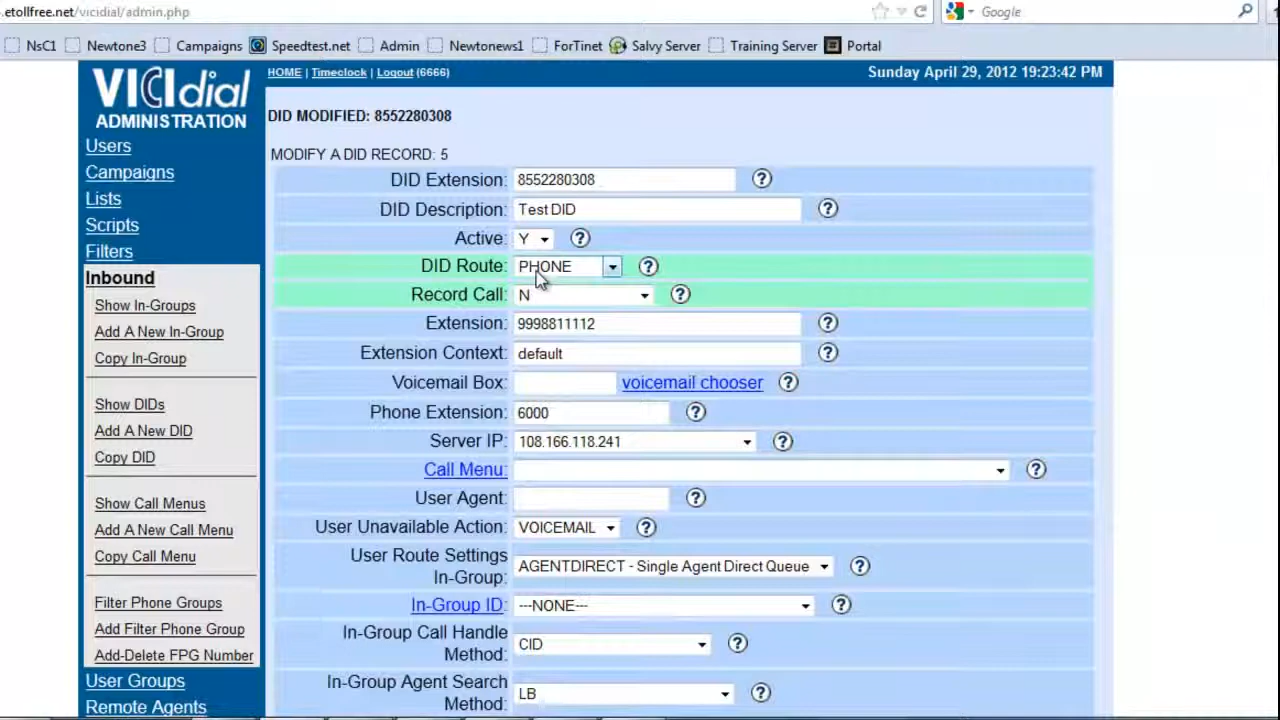 .etollfree.net/vicidial/admin.php
Google
NsC1 Newtone3 Campaigns Speedtest.net Admin Newtonews1 ForTinet Salvy Server Training Server Portal
VICIdial
ADMINISTRATION
HOME | Timeclock | Logout (6666)
Sunday April 29, 2012 19:23:42 PM
Users
Campaigns
Lists
Scripts
Filters
Inbound
Show In-Groups
Add A New In-Group
Copy In-Group
Show DIDs
Add A New DID
Copy DID
Show Call Menus
Add A New Call Menu
Copy Call Menu
Filter Phone Groups
Add Filter Phone Group
Add-Delete FPG Number
User Groups
Remote Agents
DID MODIFIED: 8552280308
MODIFY A DID RECORD: 5
DID Extension: 8552280308 ?
DID Description: Test DID ?
Active: Y ?
DID Route: PHONE ?
Record Call: N ?
Extension: 9998811112 ?
Extension Context: default ?
Voicemail Box: voicemail chooser ?
Phone Extension: 6000 ?
Server IP: 108.166.118.241 ?
Call Menu: ?
User Agent: ?
User Unavailable Action: VOICEMAIL ?
User Route Settings
In-Group: AGENTDIRECT - Single Agent Direct Queue ?
In-Group ID: ---NONE--- ?
In-Group Call Handle
Method: CID ?
In-Group Agent Search
Method: LB ?